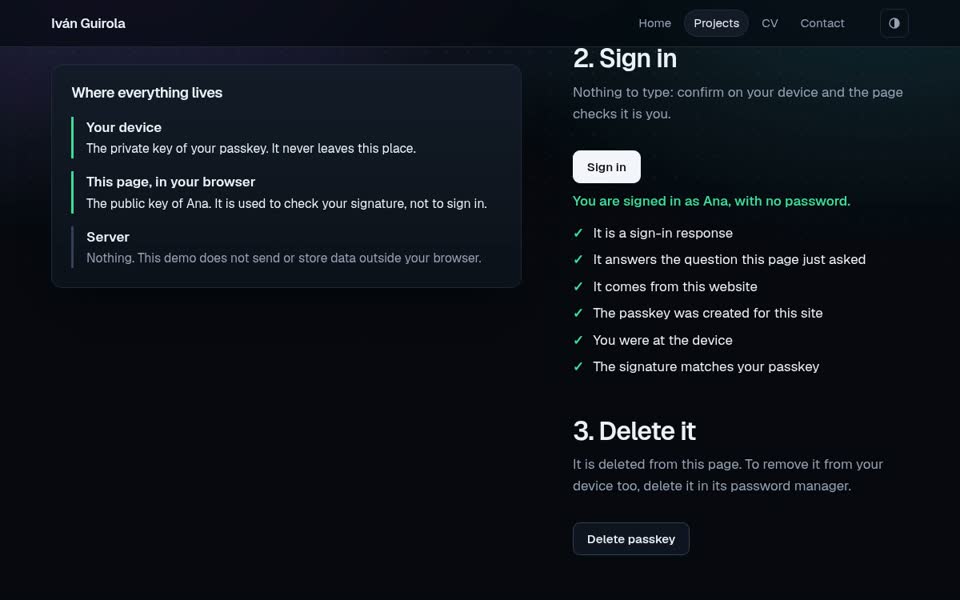 Iván Guirola
Home
Projects
CV
Contact
Where everything lives
Your device
The private key of your passkey. It never leaves this place.
This page, in your browser
The public key of Ana. It is used to check your signature, not to sign in.
Server
Nothing. This demo does not send or store data outside your browser.
2. Sign in
Nothing to type: confirm on your device and the page
checks it is you.
Sign in
You are signed in as Ana, with no password.
✓ It is a sign-in response
✓ It answers the question this page just asked
✓ It comes from this website
✓ The passkey was created for this site
✓ You were at the device
✓ The signature matches your passkey
3. Delete it
It is deleted from this page. To remove it from your
device too, delete it in its password manager.
Delete passkey